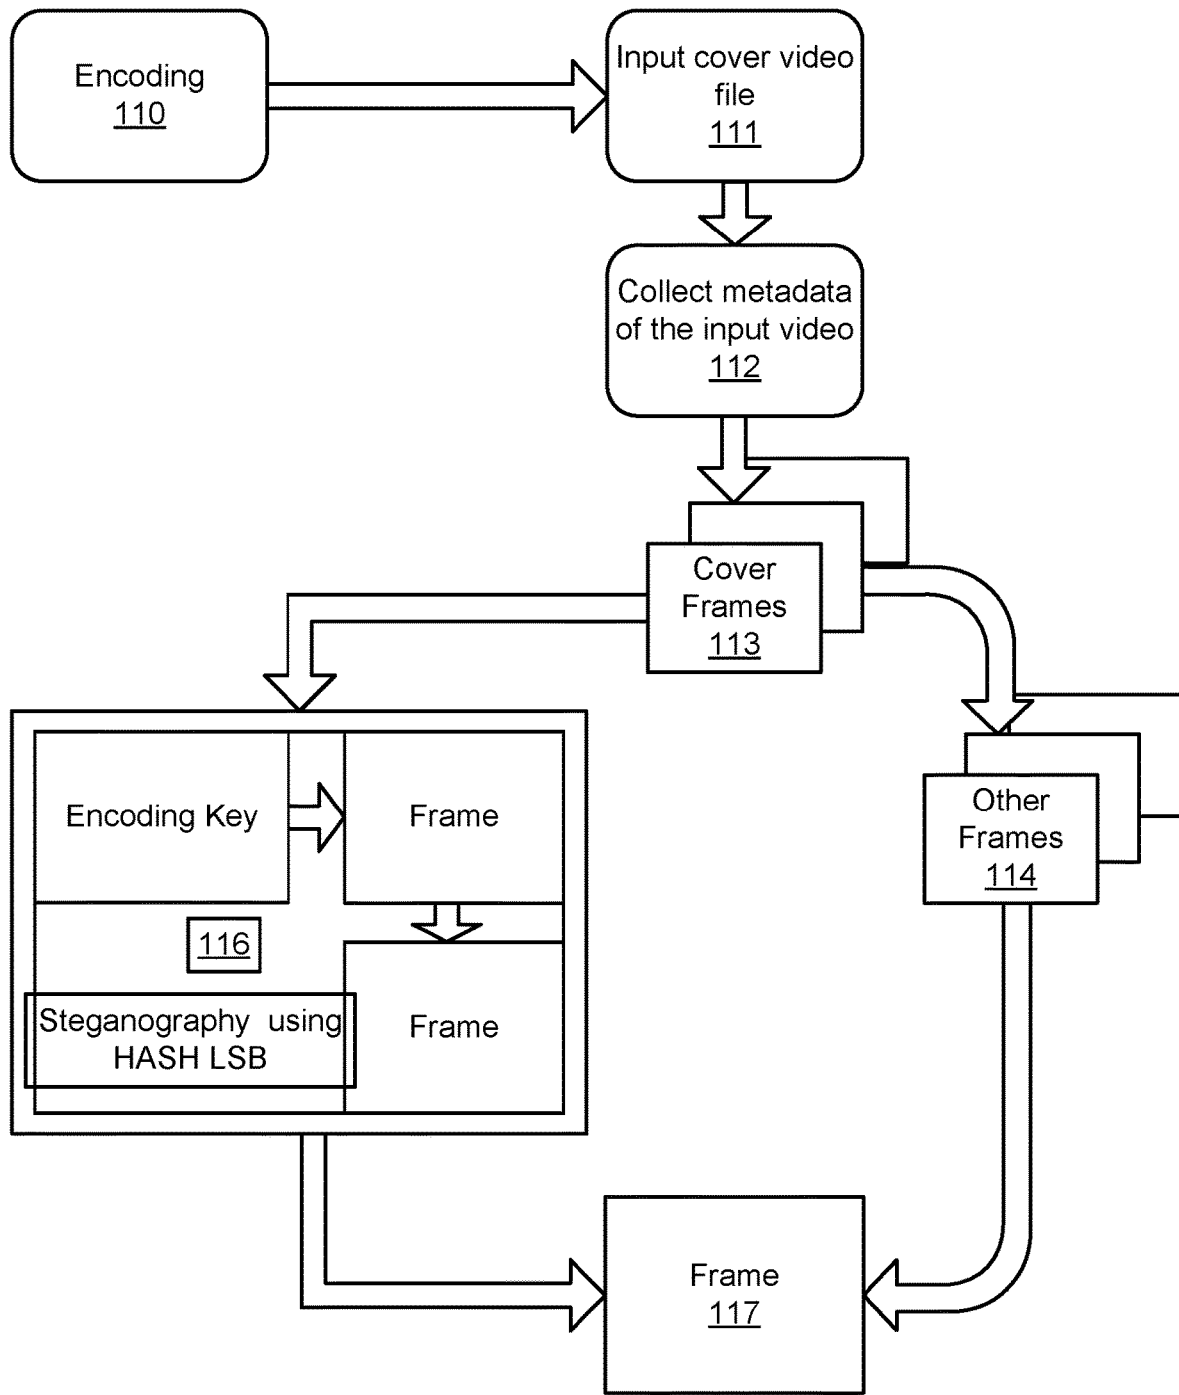 Encoding
110
Input cover video
file
111
Collect metadata
of the input video
112
Cover
Frames
113
Other
Frames
114
Encoding Key
Frame
116
Steganography using
HASH LSB
Frame
Frame
117